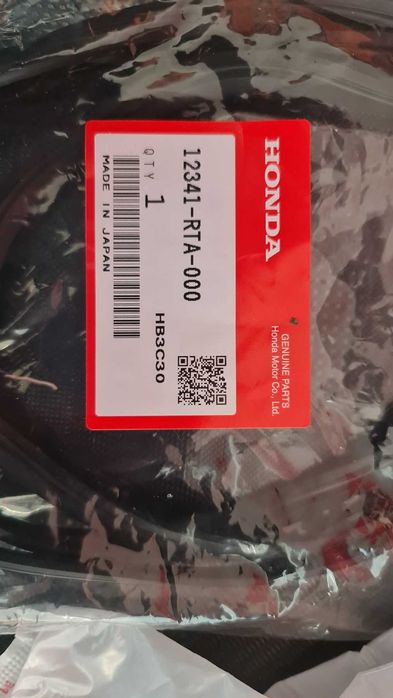 HONDA
GENUINE PARTS
Honda Motor Co., Ltd.
12341-RTA-000
QTY 1
HB3C30
MADE IN JAPAN